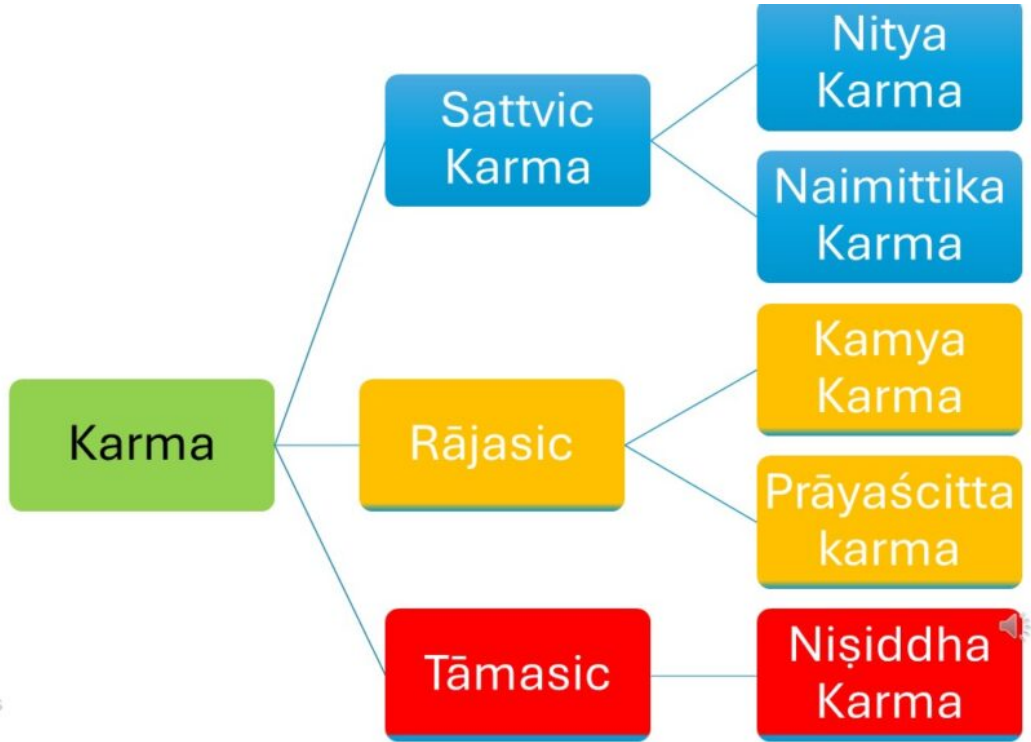 Karma
Sattvic
Karma
Nitya
Karma
Naimittika
Karma
Rājasic
Kamya
Karma
Prāyaścitta
karma
Tāmasic
Niṣiddha
Karma